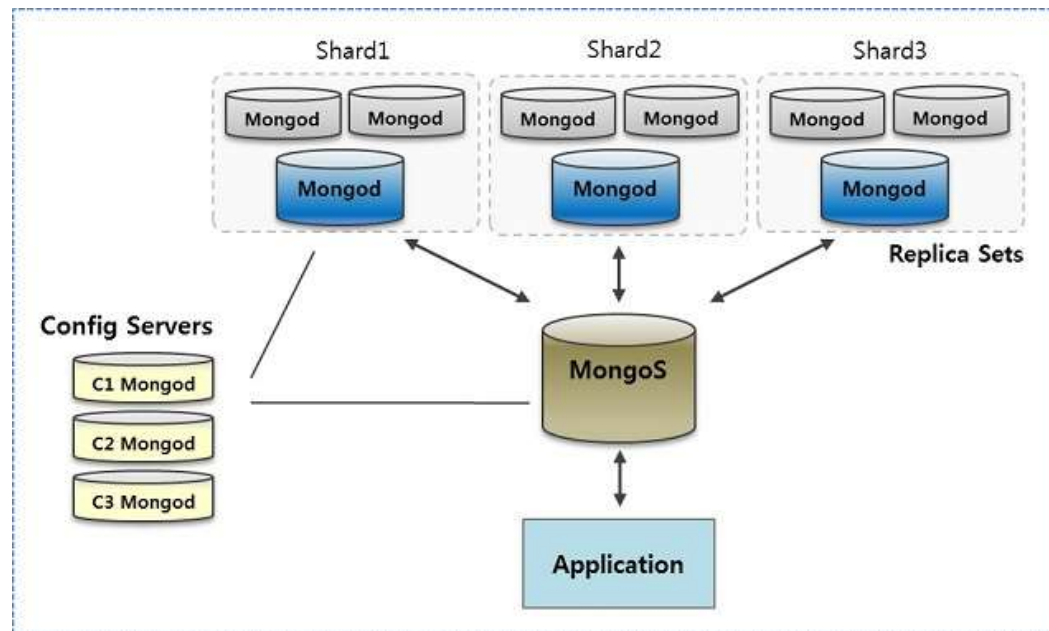 Shard1
Shard2
Shard3
Mongod
Mongod
Mongod
Mongod
Mongod
Mongod
Mongod
Mongod
Mongod
Replica Sets
Config Servers
C1 Mongod
C2 Mongod
C3 Mongod
MongoS
Application